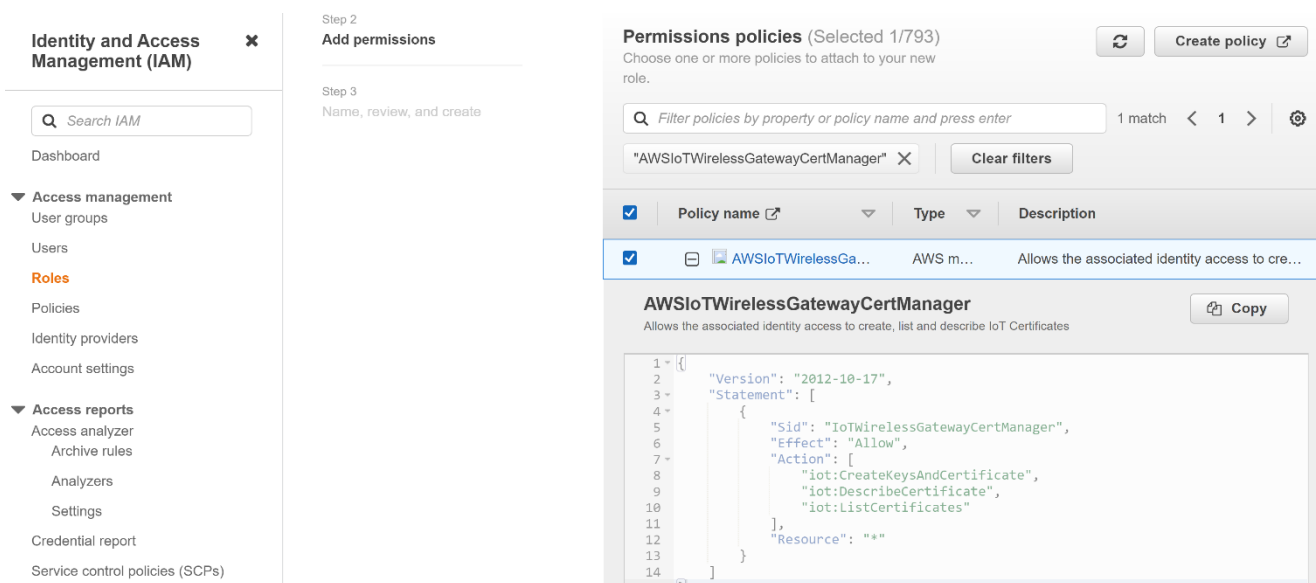 Identity and Access
Management (IAM)
Search IAM
Dashboard
Access management
User groups
Users
Roles
Policies
Identity providers
Account settings
Access reports
Access analyzer
Archive rules
Analyzers
Settings
Credential report
Service control policies (SCPs)
Step 2
Add permissions
Step 3
Name, review, and create
Permissions policies (Selected 1/793)
Choose one or more policies to attach to your new
role.
Create policy
Filter policies by property or policy name and press enter
1 match
1
"AWSIoTWirelessGatewayCertManager"
Clear filters
Policy name
Type
Description
AWSIoTWirelessGa...
AWS m...
Allows the associated identity access to cre...
AWSIoTWirelessGatewayCertManager
Allows the associated identity access to create, list and describe IoT Certificates
Copy
1 {
2 "Version": "2012-10-17",
3 "Statement": [
4 {
5 "Sid": "IoTWirelessGatewayCertManager",
6 "Effect": "Allow",
7 "Action": [
8 "iot:CreateKeysAndCertificate",
9 "iot:DescribeCertificate",
10 "iot:ListCertificates"
11 ],
12 "Resource": "*"
13 }
14 ]